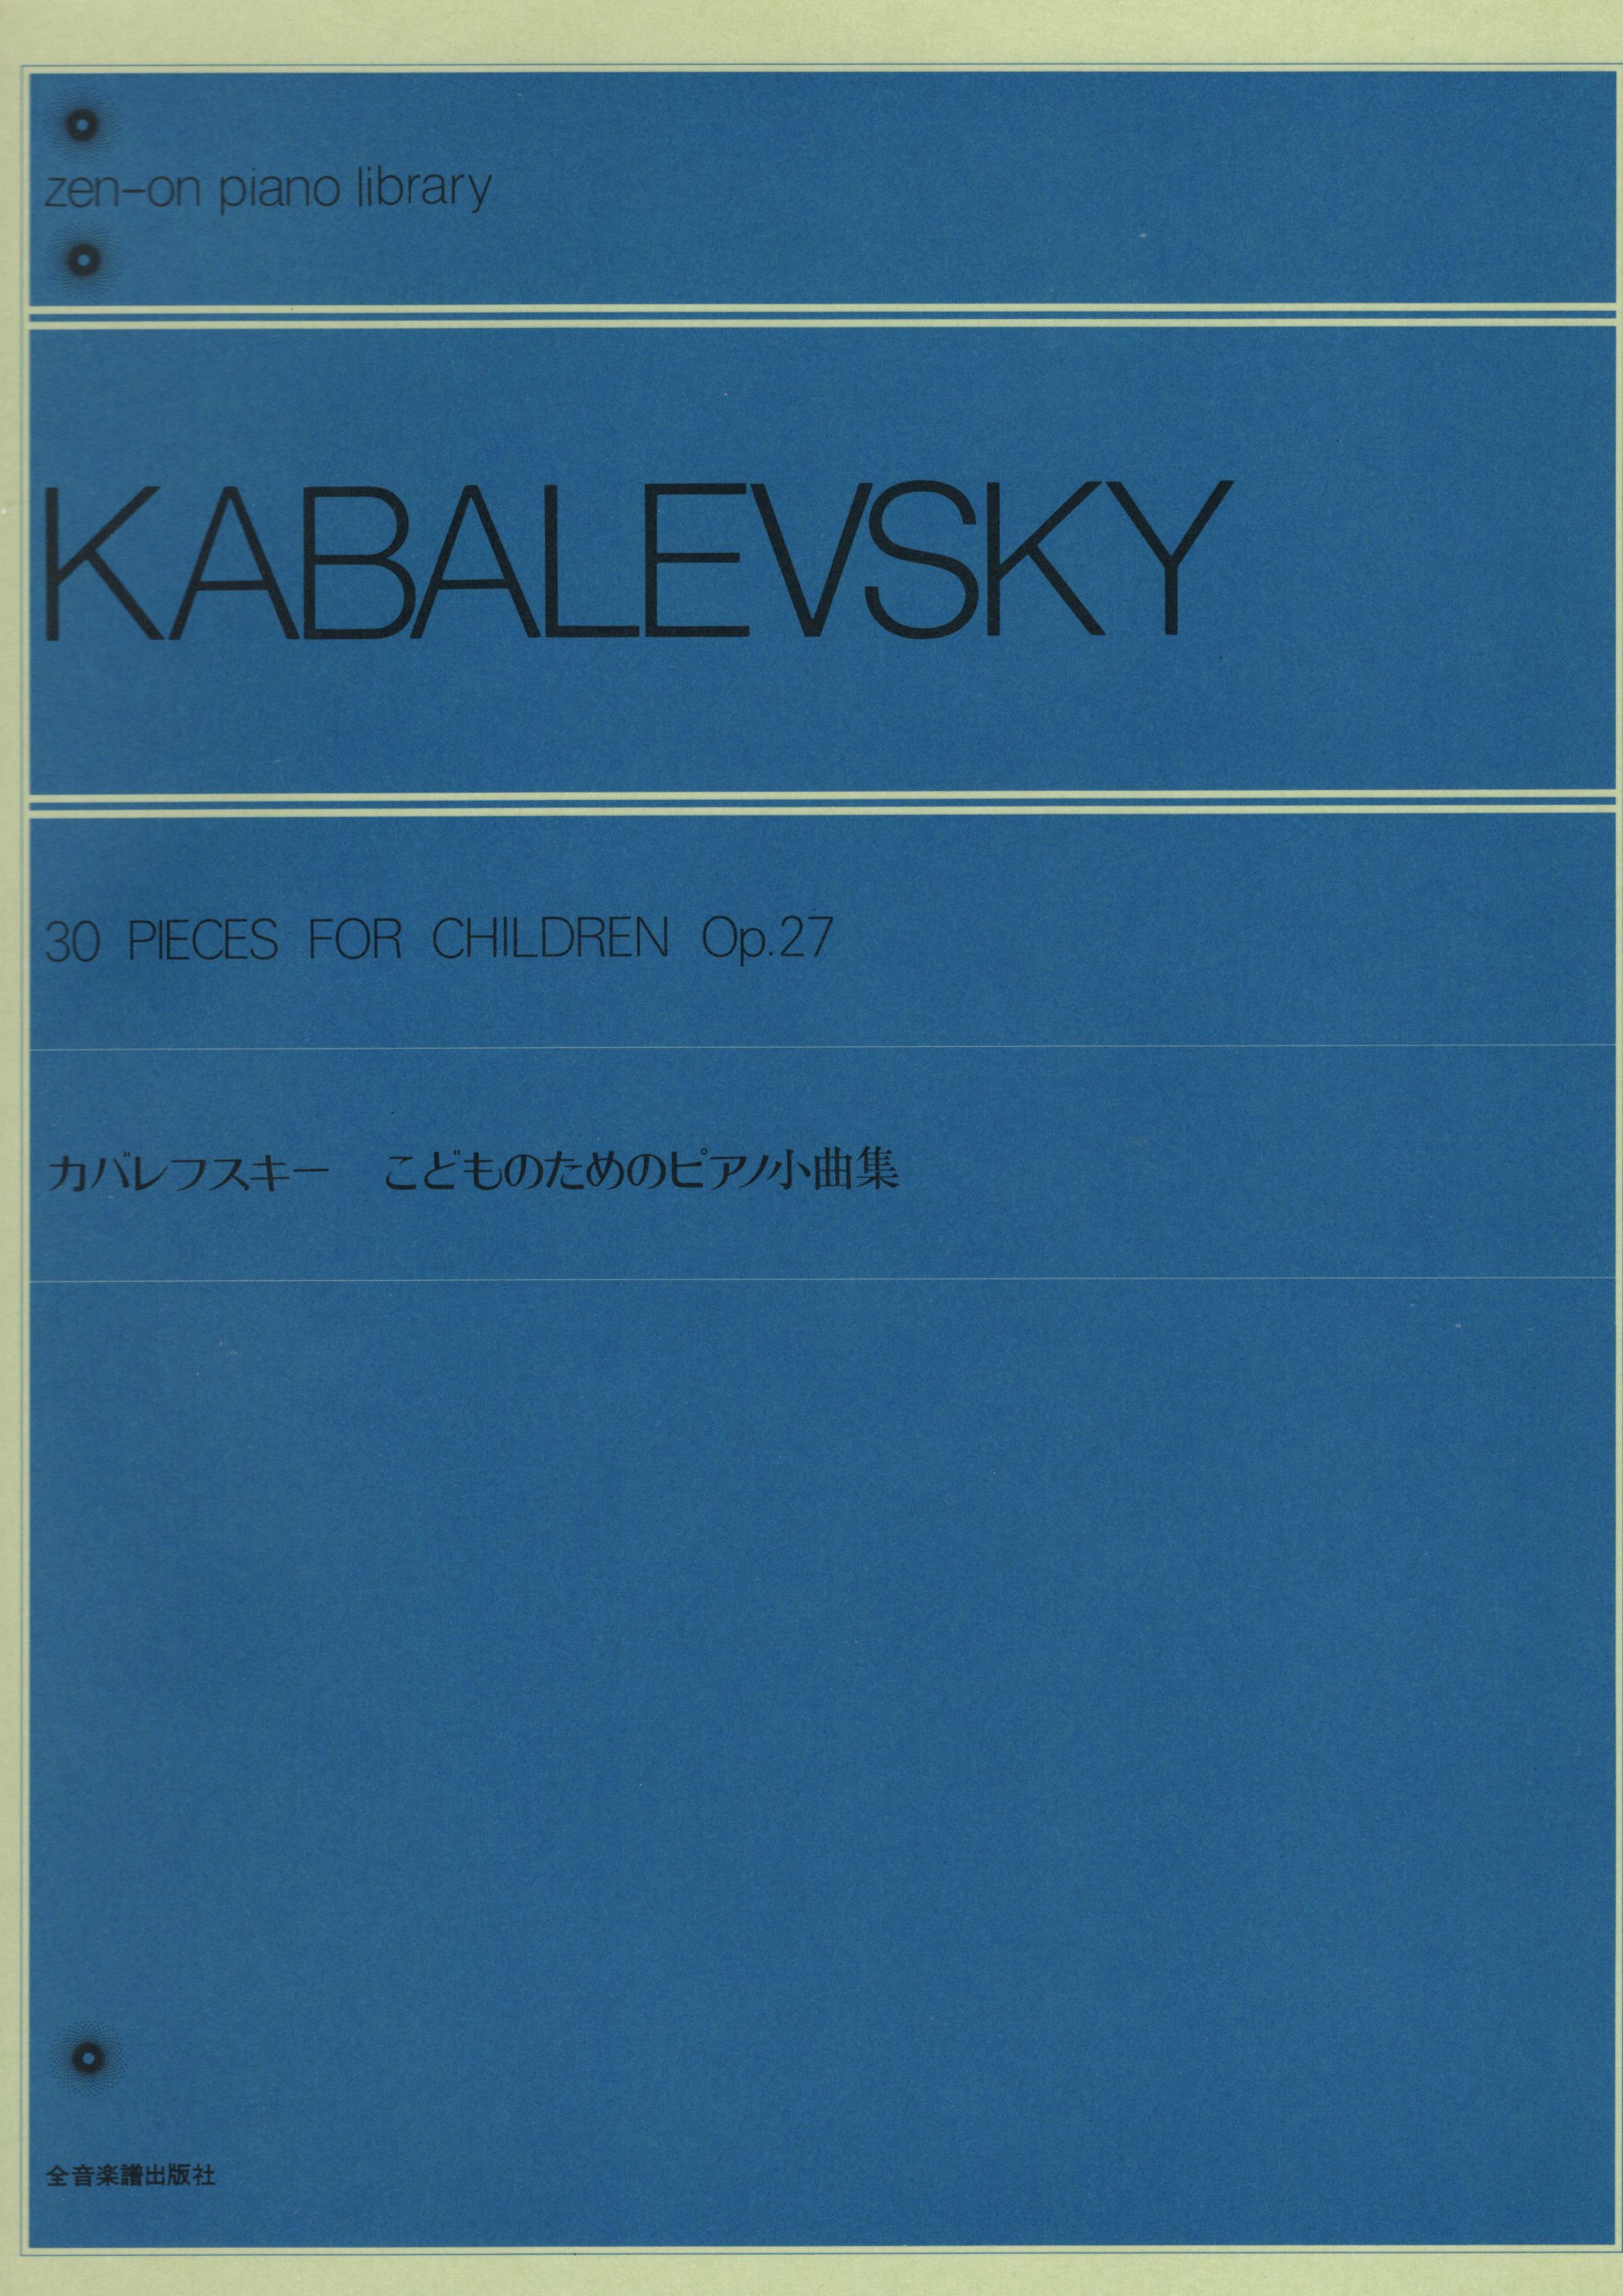 zen-on piano library
KABALEVSKY
30 PIECES FOR CHILDREN Op.27
カバレフスキー　こどものためのピアノ小曲集
全音楽譜出版社